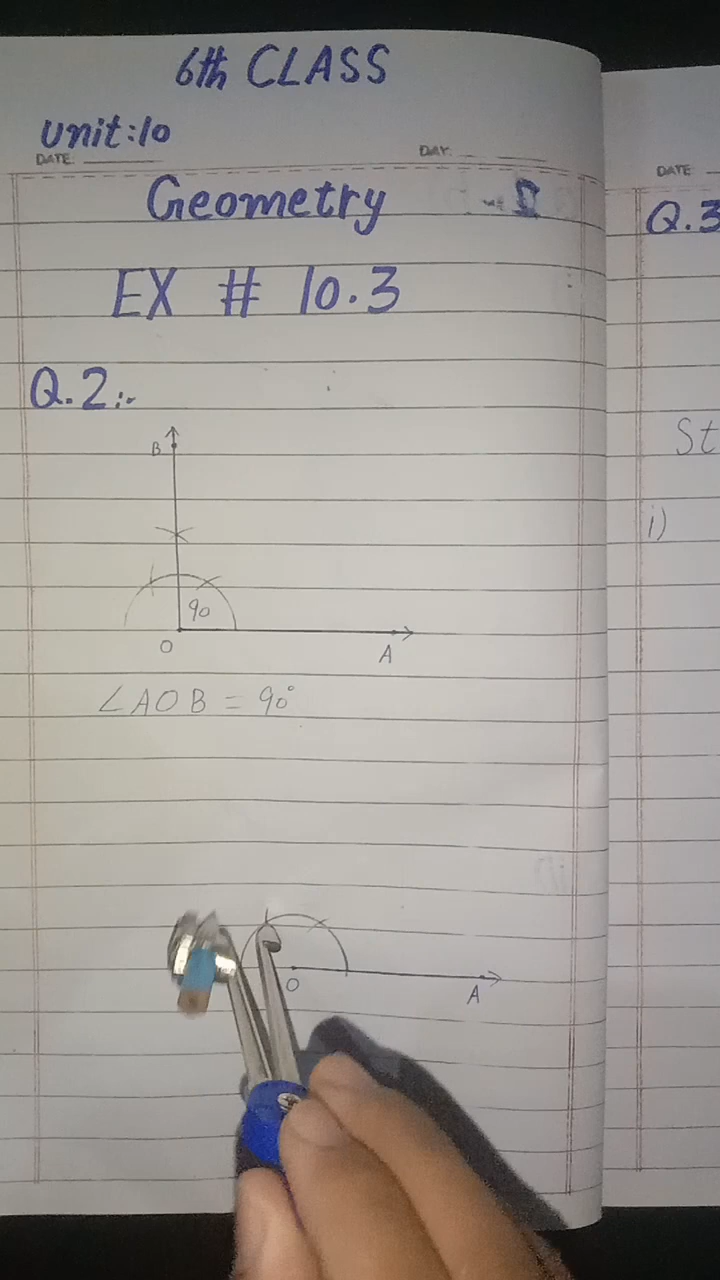 6th CLASS
Unit:10
DATE
DAY.
DATE
Geometry
Q.3
EX # 10.3
Q.2:-
B
St
i)
90
O
A
∠AOB = 90°
O
A